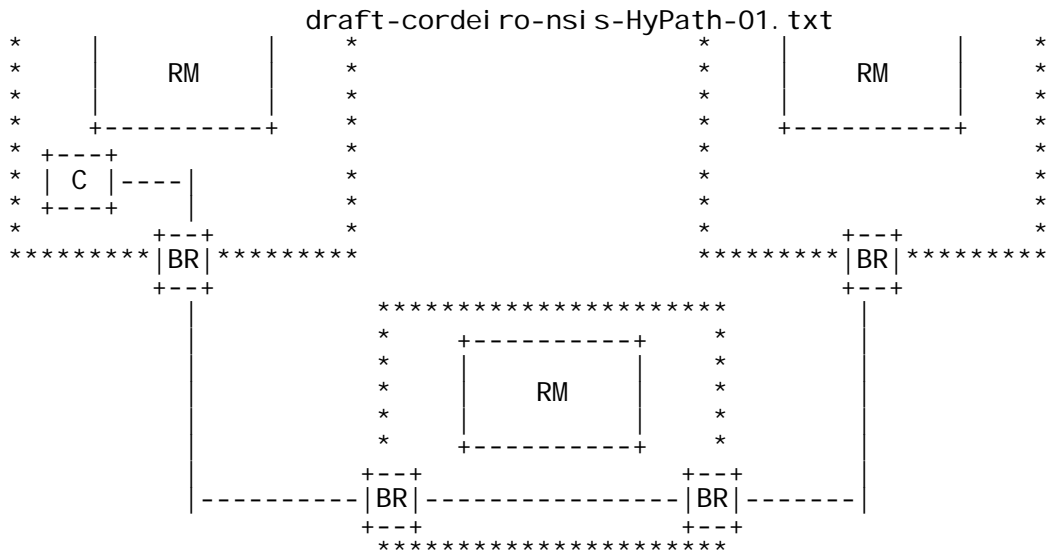 draft-cordeiro-nsis-HyPath-01.txt
*      |           |      *                          *      |           |      *
*      |    RM     |      *                          *      |    RM     |      *
*      |           |      *                          *      |           |      *
*      +-----------+      *                          *      +-----------+      *
*  +----+                 *                          *                         *
*  | C  |----|            *                          *                         *
*  +----+    |            *                          *                         *
*          +--+           *                          *          +--+           *
*********|BR|*********                          *********|BR|*********
           +--+                                                 +--+
             |             **********************               |
             |             *    +-----------+    *               |
             |             *    |           |    *               |
             |             *    |    RM     |    *               |
             |             *    |           |    *               |
             |             *    +-----------+    *               |
             |            +--+                +--+               |
             |----------|BR|----------------|BR|-------|
                          +--+                +--+
                           **********************